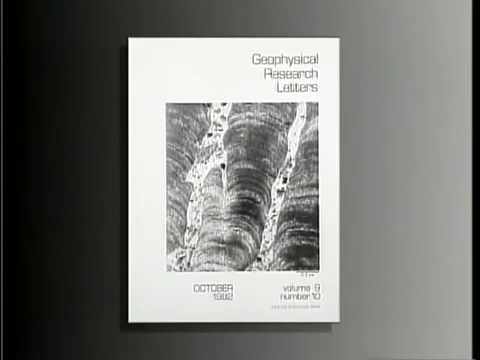 Geophysical
Research
Letters
OCTOBER
1982
volume 9
number 10